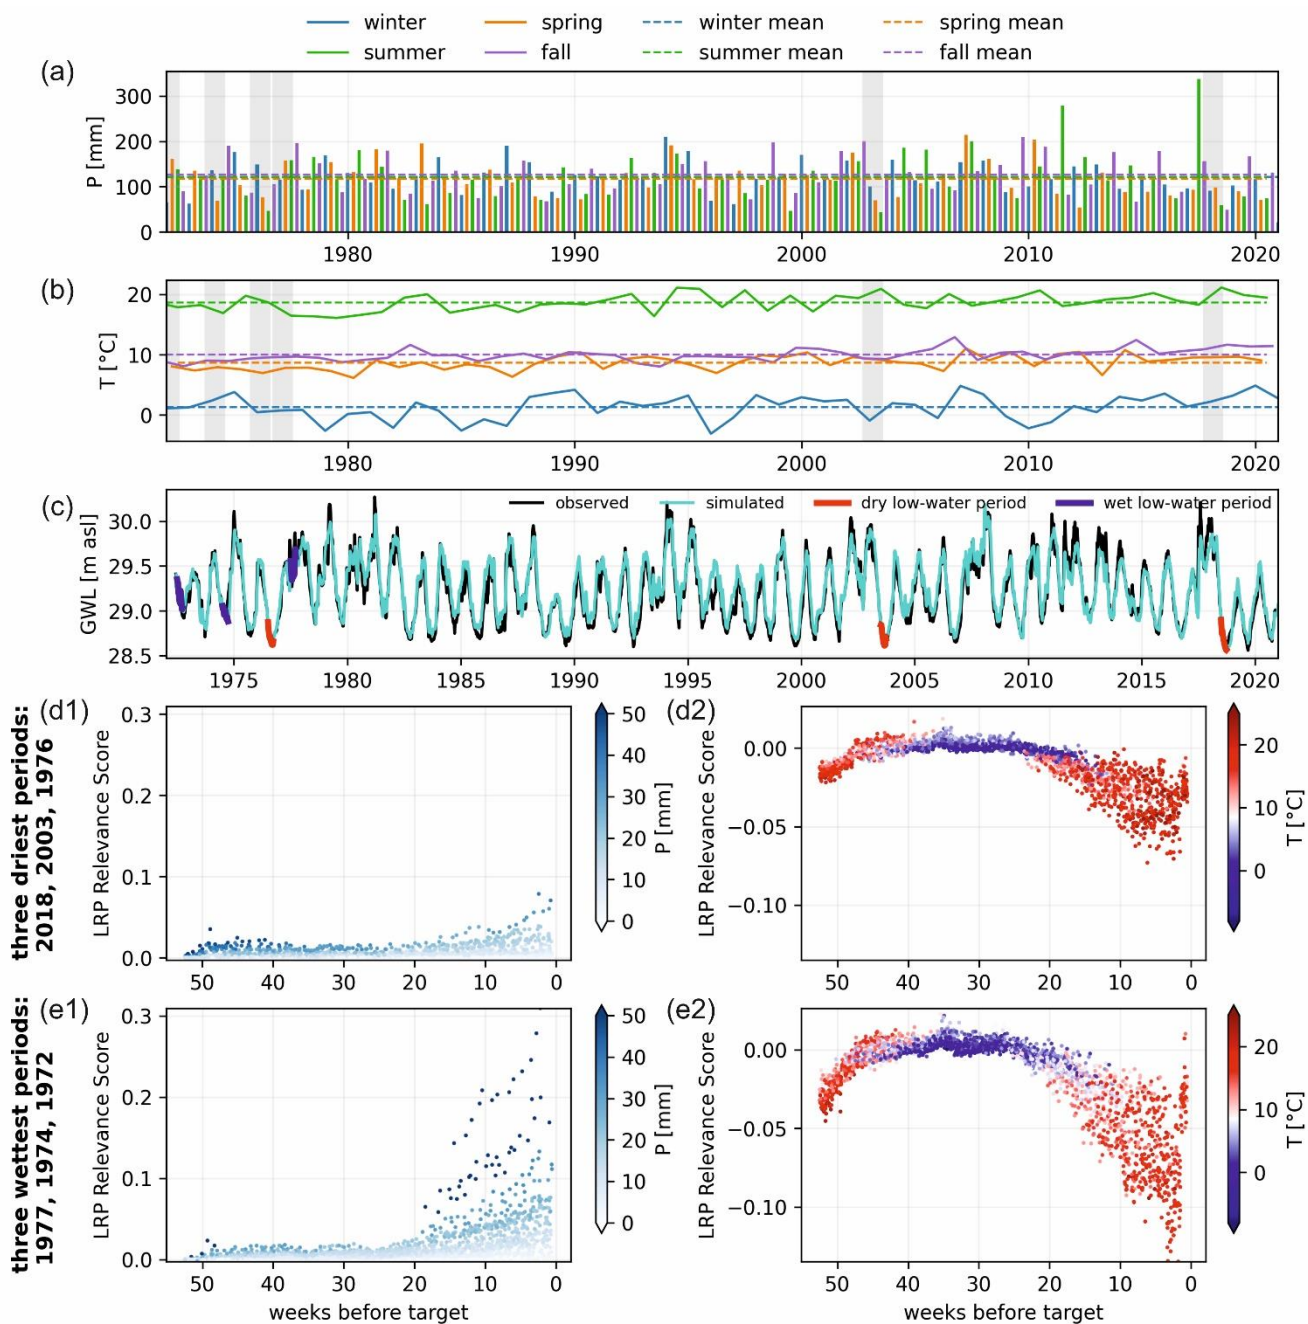 winter spring winter mean spring mean
summer fall summer mean fall mean
(a)
P [mm]
300
200
100
0
1980 1990 2000 2010 2020
(b)
T [°C]
20
10
0
1980 1990 2000 2010 2020
(c)
observed simulated dry low-water period wet low-water period
GWL [m asl]
30.0
29.5
29.0
28.5
1975 1980 1985 1990 1995 2000 2005 2010 2015 2020
three driest periods:
2018, 2003, 1976
(d1)
LRP Relevance Score
0.3
0.2
0.1
0.0
50 40 30 20 10 0
50
40
30
20
10
0
P [mm]
(d2)
LRP Relevance Score
0.00
−0.05
−0.10
50 40 30 20 10 0
20
10
0
T [°C]
three wettest periods:
1977, 1974, 1972
(e1)
LRP Relevance Score
0.3
0.2
0.1
0.0
50 40 30 20 10 0
weeks before target
50
40
30
20
10
0
P [mm]
(e2)
LRP Relevance Score
0.00
−0.05
−0.10
50 40 30 20 10 0
weeks before target
20
10
0
T [°C]